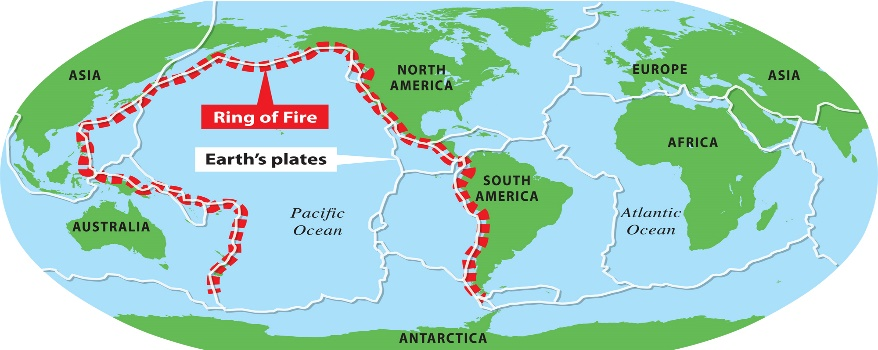 ASIA
NORTH
AMERICA
EUROPE
ASIA
Ring of Fire
Earth's plates
AFRICA
SOUTH
AMERICA
AUSTRALIA
Pacific
Ocean
Atlantic
Ocean
ANTARCTICA